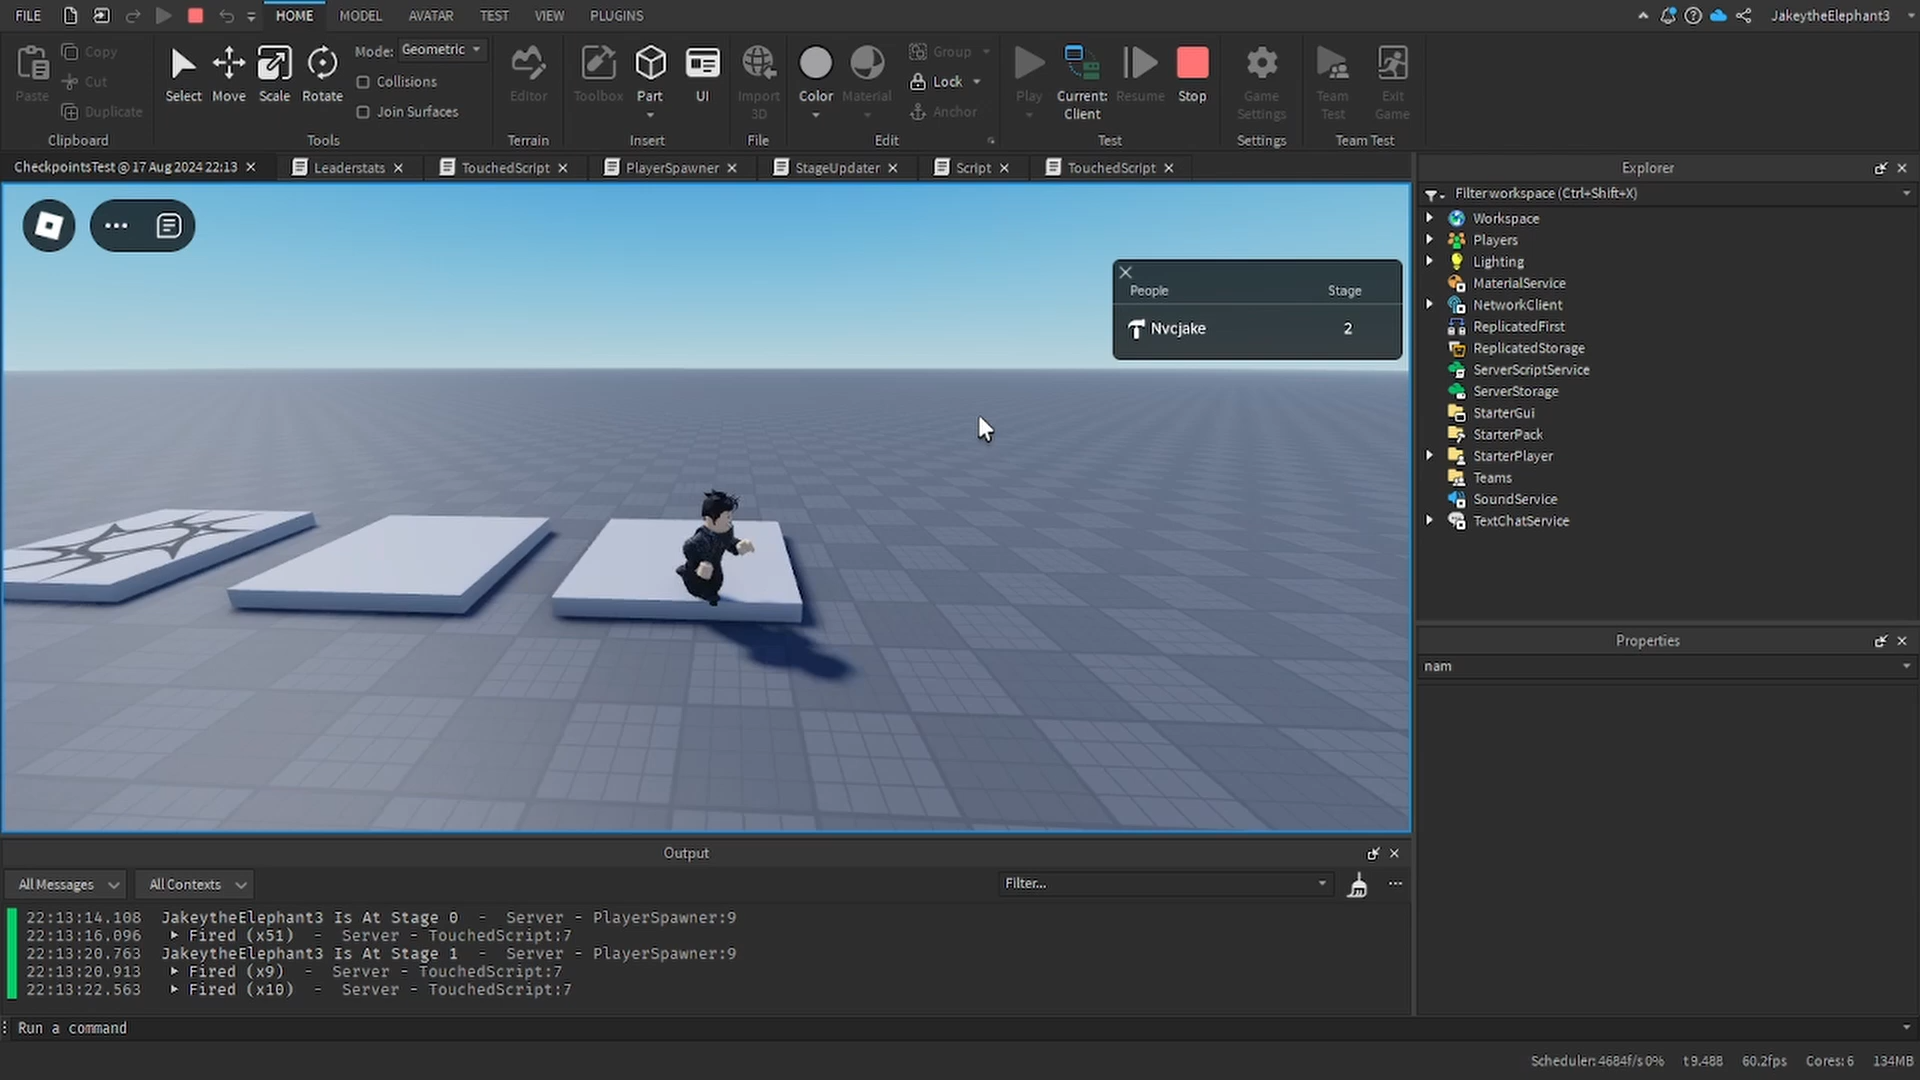 FILE HOME MODEL AVATAR TEST VIEW PLUGINS JakeytheElephant3
Paste Copy Cut Duplicate Clipboard
Select Move Scale Rotate Mode: Geometric Collisions Join Surfaces Tools
Editor Terrain
Toolbox Part UI Insert
Import 3D File
Color Material Group Lock Anchor Edit
Play Current: Client Resume Stop Test
Game Settings Settings
Team Test Exit Game Team Test
CheckpointsTest @ 17 Aug 2024 22:13 Leaderstats TouchedScript PlayerSpawner StageUpdater Script TouchedScript
People Stage
Nvcjake 2
Explorer
Filter workspace (Ctrl+Shift+X)
Workspace
Players
Lighting
MaterialService
NetworkClient
ReplicatedFirst
ReplicatedStorage
ServerScriptService
ServerStorage
StarterGui
StarterPack
StarterPlayer
Teams
SoundService
TextChatService
Properties
nam
Output
All Messages All Contexts Filter...
22:13:14.108 JakeytheElephant3 Is At Stage 0 - Server - PlayerSpawner:9
22:13:16.096 Fired (x51) - Server - TouchedScript:7
22:13:20.763 JakeytheElephant3 Is At Stage 1 - Server - PlayerSpawner:9
22:13:20.913 Fired (x9) - Server - TouchedScript:7
22:13:22.563 Fired (x10) - Server - TouchedScript:7
Run a command
Scheduler: 4684f/s 0% t 9.488 60.2fps Cores: 6 134MB